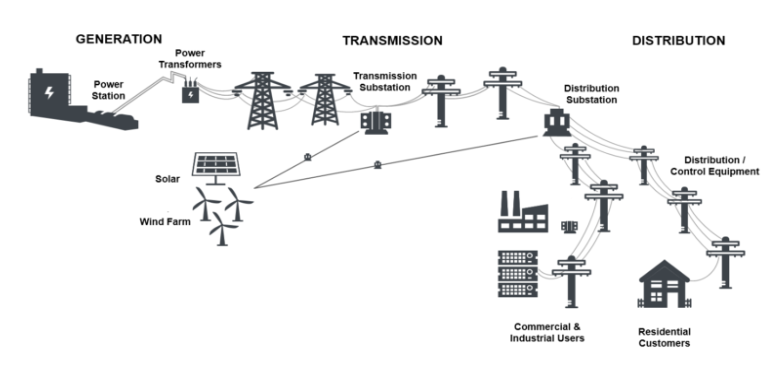 GENERATION
TRANSMISSION
DISTRIBUTION
Power
Transformers
Power
Station
Transmission
Substation
Distribution
Substation
Distribution /
Control Equipment
Solar
Wind Farm
Commercial &
Industrial Users
Residential
Customers